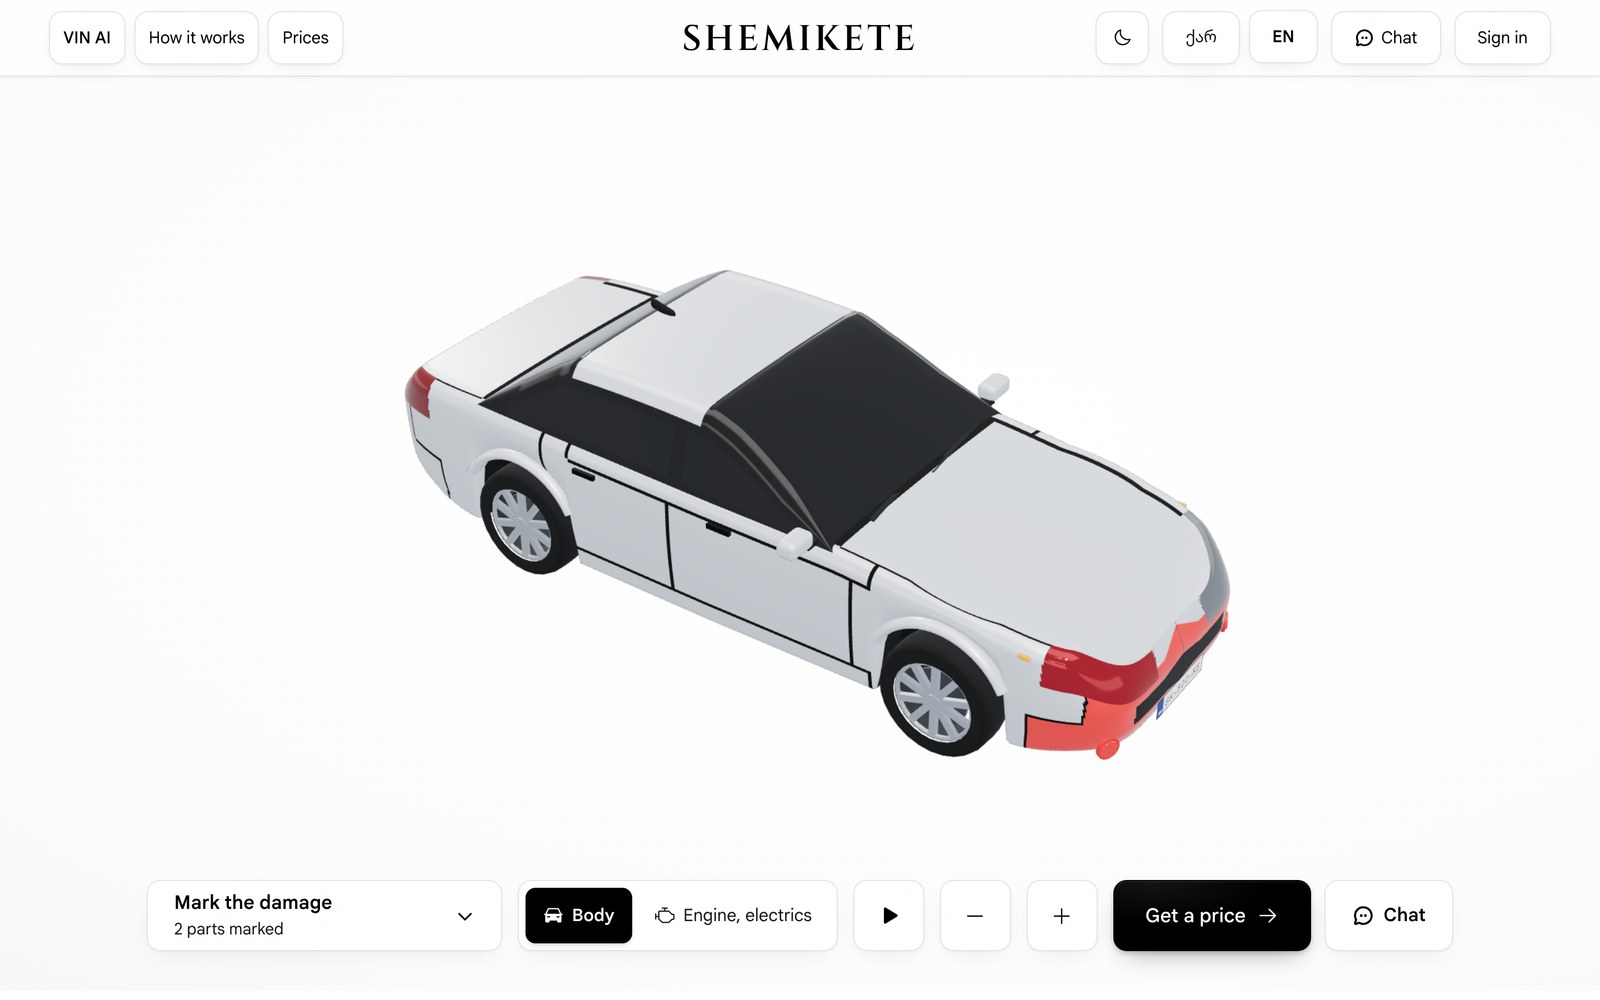 VIN AI
How it works
Prices
SHEMIKETE
ქარ
EN
Chat
Sign in
Mark the damage
2 parts marked
Body
Engine, electrics
Get a price
Chat